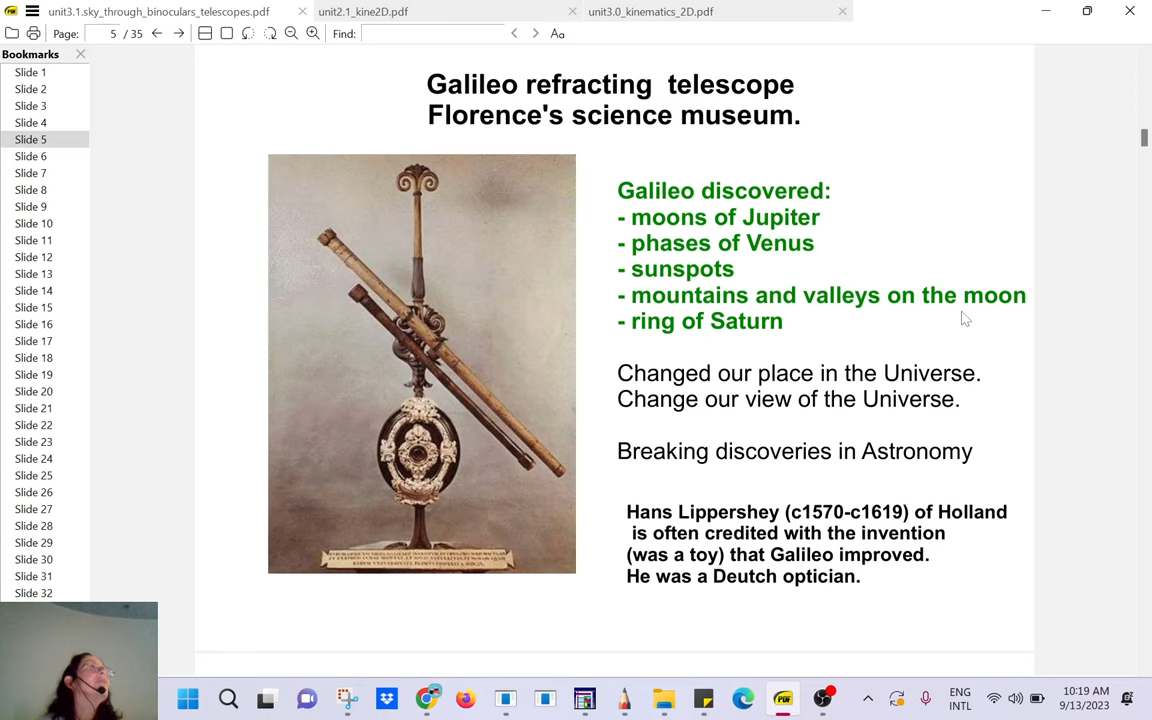 unit3.1.sky_through_binoculars_telescopes.pdf
unit2.1_kine2D.pdf
unit3.0_kinematics_2D.pdf
Page: 5 / 35
Find:
Aa
Bookmarks
Slide 1
Slide 2
Slide 3
Slide 4
Slide 5
Slide 6
Slide 7
Slide 8
Slide 9
Slide 10
Slide 11
Slide 12
Slide 13
Slide 14
Slide 15
Slide 16
Slide 17
Slide 18
Slide 19
Slide 20
Slide 21
Slide 22
Slide 23
Slide 24
Slide 25
Slide 26
Slide 27
Slide 28
Slide 29
Slide 30
Slide 31
Slide 32
Galileo refracting telescope
Florence's science museum.
Galileo discovered:
- moons of Jupiter
- phases of Venus
- sunspots
- mountains and valleys on the moon
- ring of Saturn
Changed our place in the Universe.
Change our view of the Universe.
Breaking discoveries in Astronomy
Hans Lippershey (c1570-c1619) of Holland
is often credited with the invention
(was a toy) that Galileo improved.
He was a Deutch optician.
ENG
INTL
10:19 AM
9/13/2023